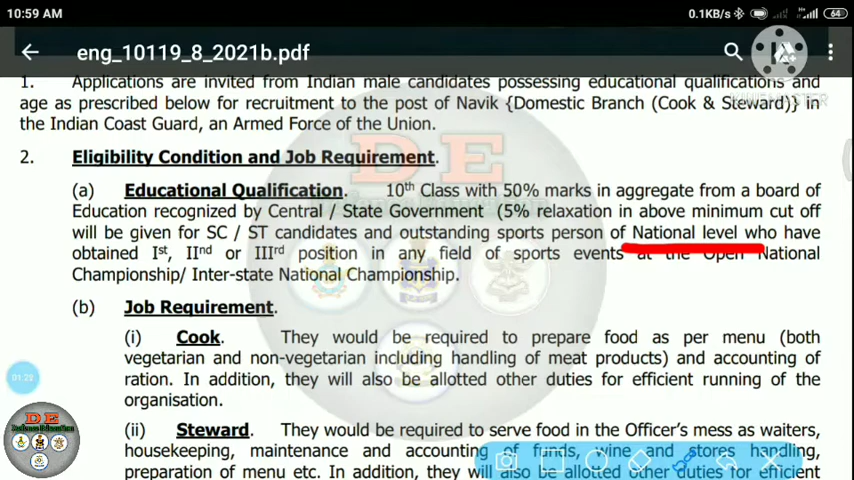 10:59 AM
0.1KB/s
64
eng_10119_8_2021b.pdf
1. Applications are invited from Indian male candidates possessing educational qualifications and
age as prescribed below for recruitment to the post of Navik {Domestic Branch (Cook & Steward)} in
the Indian Coast Guard, an Armed Force of the Union.
2. Eligibility Condition and Job Requirement.
(a) Educational Qualification. 10th Class with 50% marks in aggregate from a board of
Education recognized by Central / State Government (5% relaxation in above minimum cut off
will be given for SC / ST candidates and outstanding sports person of National level who have
obtained Ist, IInd or IIIrd position in any field of sports events at the Open National
Championship/ Inter-state National Championship.
(b) Job Requirement.
(i) Cook. They would be required to prepare food as per menu (both
vegetarian and non-vegetarian including handling of meat products) and accounting of
ration. In addition, they will also be allotted other duties for efficient running of the
organisation.
01:22
DE
(ii) Steward. They would be required to serve food in the Officer's mess as waiters,
housekeeping, maintenance and accounting of funds, wine and stores handling,
preparation of menu etc. In addition, they will also be allotted other duties for efficient